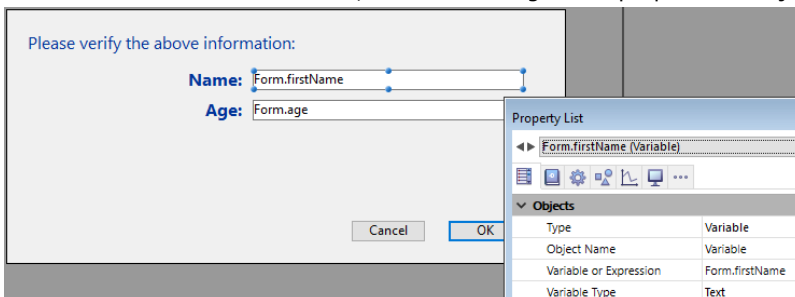 Please verify the above information:
Name: Form.firstName
Age: Form.age
Cancel OK
Property List
Form.firstName (Variable)
Objects
Type Variable
Object Name Variable
Variable or Expression Form.firstName
Variable Type Text